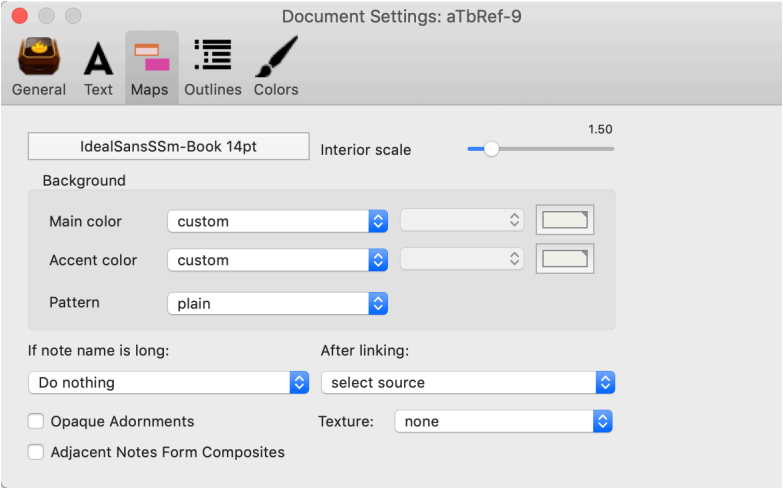 Document Settings: aTbRef-9
General Text Maps Outlines Colors
IdealSansSSm-Book 14pt Interior scale 1.50
Background
Main color custom
Accent color custom
Pattern plain
If note name is long: After linking:
Do nothing select source
Opaque Adornments Texture: none
Adjacent Notes Form Composites